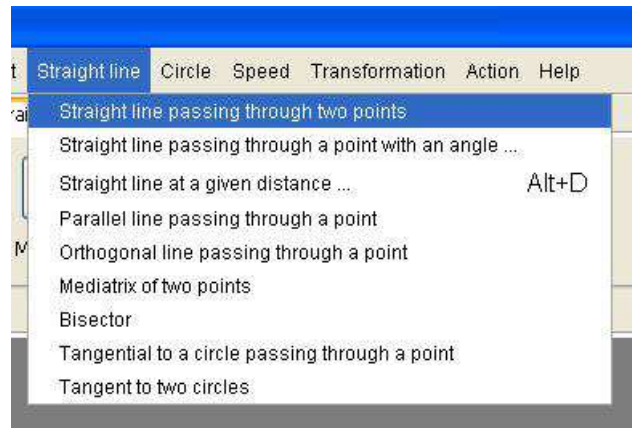 t Straight line Circle Speed Transformation Action Help
rai
Straight line passing through two points
Straight line passing through a point with an angle ...
Straight line at a given distance ... Alt+D
Parallel line passing through a point
M
Orthogonal line passing through a point
Mediatrix of two points
Bisector
Tangential to a circle passing through a point
Tangent to two circles